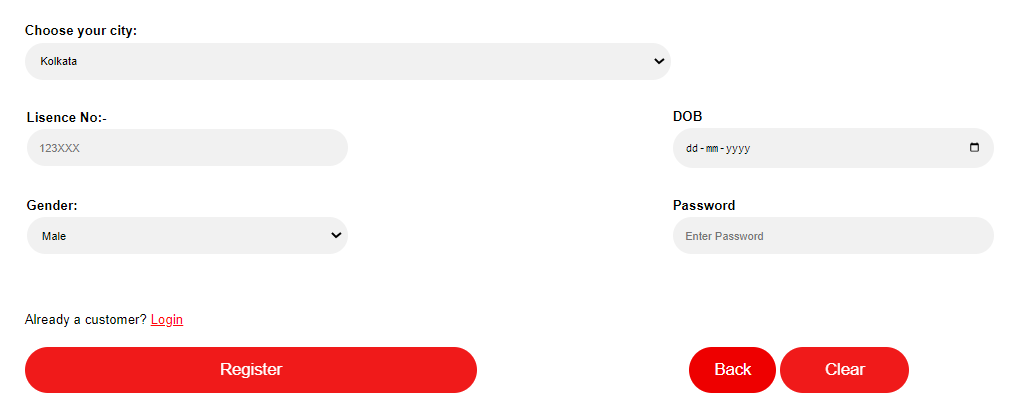 Choose your city:
Kolkata
Lisence No:-
DOB
123XXX
dd-mm-yyyy
Gender:
Password
Male
Enter Password
Already a customer? Login
Register
Back
Clear